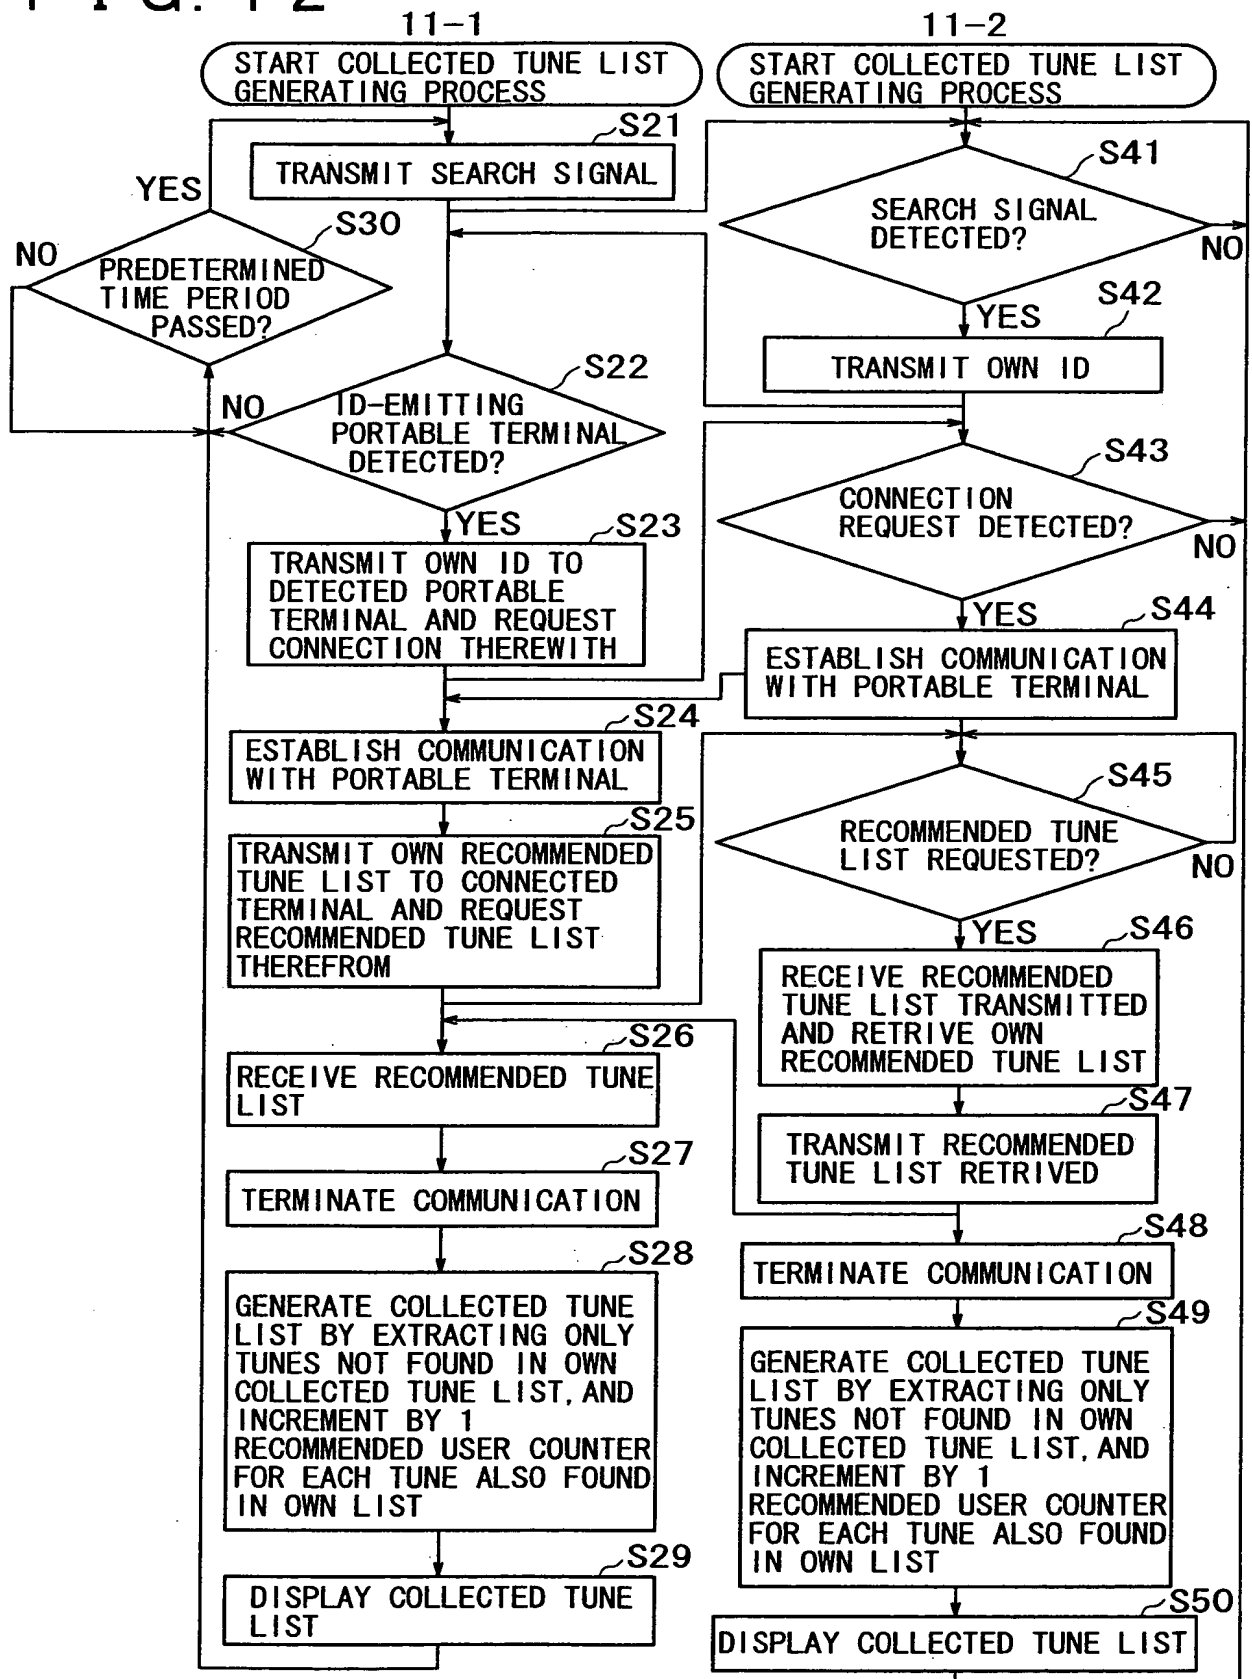 FIG. 12
11-1
START COLLECTED TUNE LIST
GENERATING PROCESS
S21
TRANSMIT SEARCH SIGNAL
YES
S30
NO
PREDETERMINED
TIME PERIOD
PASSED?
S22
NO
ID-EMITTING
PORTABLE TERMINAL
DETECTED?
YES
S23
TRANSMIT OWN ID TO
DETECTED PORTABLE
TERMINAL AND REQUEST
CONNECTION THEREWITH
S24
ESTABLISH COMMUNICATION
WITH PORTABLE TERMINAL
S25
TRANSMIT OWN RECOMMENDED
TUNE LIST TO CONNECTED
TERMINAL AND REQUEST
RECOMMENDED TUNE LIST
THEREFROM
S26
RECEIVE RECOMMENDED TUNE
LIST
S27
TERMINATE COMMUNICATION
S28
GENERATE COLLECTED TUNE
LIST BY EXTRACTING ONLY
TUNES NOT FOUND IN OWN
COLLECTED TUNE LIST, AND
INCREMENT BY 1
RECOMMENDED USER COUNTER
FOR EACH TUNE ALSO FOUND
IN OWN LIST
S29
DISPLAY COLLECTED TUNE
LIST
11-2
START COLLECTED TUNE LIST
GENERATING PROCESS
S41
SEARCH SIGNAL
DETECTED?
NO
S42
YES
TRANSMIT OWN ID
S43
CONNECTION
REQUEST DETECTED?
NO
YES
S44
ESTABLISH COMMUNICATION
WITH PORTABLE TERMINAL
S45
RECOMMENDED TUNE
LIST REQUESTED?
NO
YES
S46
RECEIVE RECOMMENDED
TUNE LIST TRANSMITTED
AND RETRIVE OWN
RECOMMENDED TUNE LIST
S47
TRANSMIT RECOMMENDED
TUNE LIST RETRIVED
S48
TERMINATE COMMUNICATION
S49
GENERATE COLLECTED TUNE
LIST BY EXTRACTING ONLY
TUNES NOT FOUND IN OWN
COLLECTED TUNE LIST, AND
INCREMENT BY 1
RECOMMENDED USER COUNTER
FOR EACH TUNE ALSO FOUND
IN OWN LIST
S50
DISPLAY COLLECTED TUNE LIST